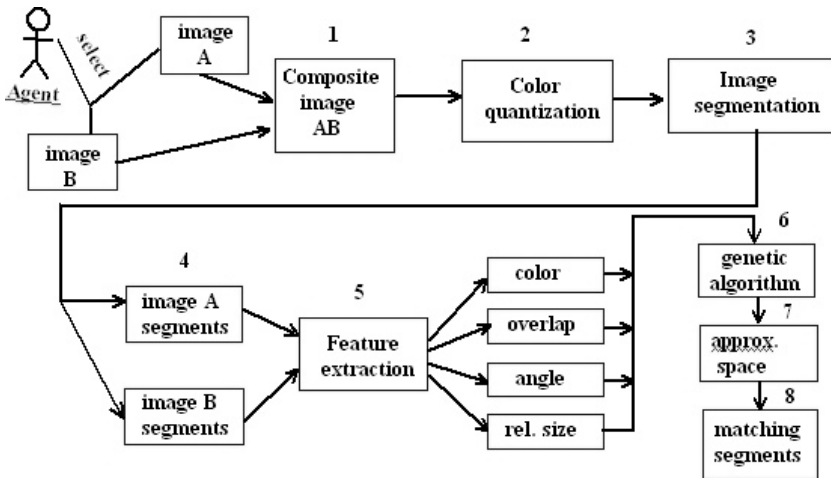 Agent
select
image
A
image
B
1
Composite
image
AB
2
Color
quantization
3
Image
segmentation
4
image A
segments
image B
segments
5
Feature
extraction
color
overlap
angle
rel. size
6
genetic
algorithm
7
approx.
space
8
matching
segments